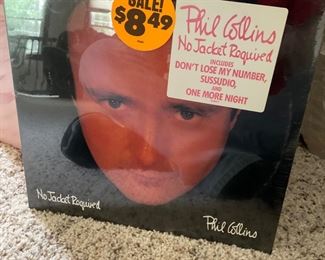 SALE!
$8.49
Phil Collins
No Jacket Required
INCLUDES
DON'T LOSE MY NUMBER,
SUSSUDIO,
AND
ONE MORE NIGHT
No Jacket Required
Phil Collins